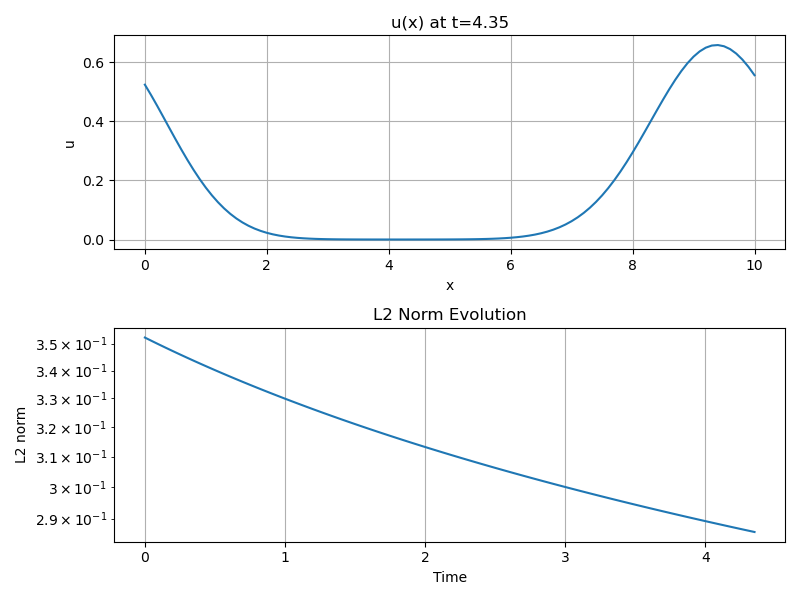 u(x) at t=4.35
0.6
0.4
0.2
0.0
u
0 2 4 6 8 10
x
L2 Norm Evolution
3.5 × 10⁻¹
3.4 × 10⁻¹
3.3 × 10⁻¹
3.2 × 10⁻¹
3.1 × 10⁻¹
3 × 10⁻¹
2.9 × 10⁻¹
L2 norm
0 1 2 3 4
Time